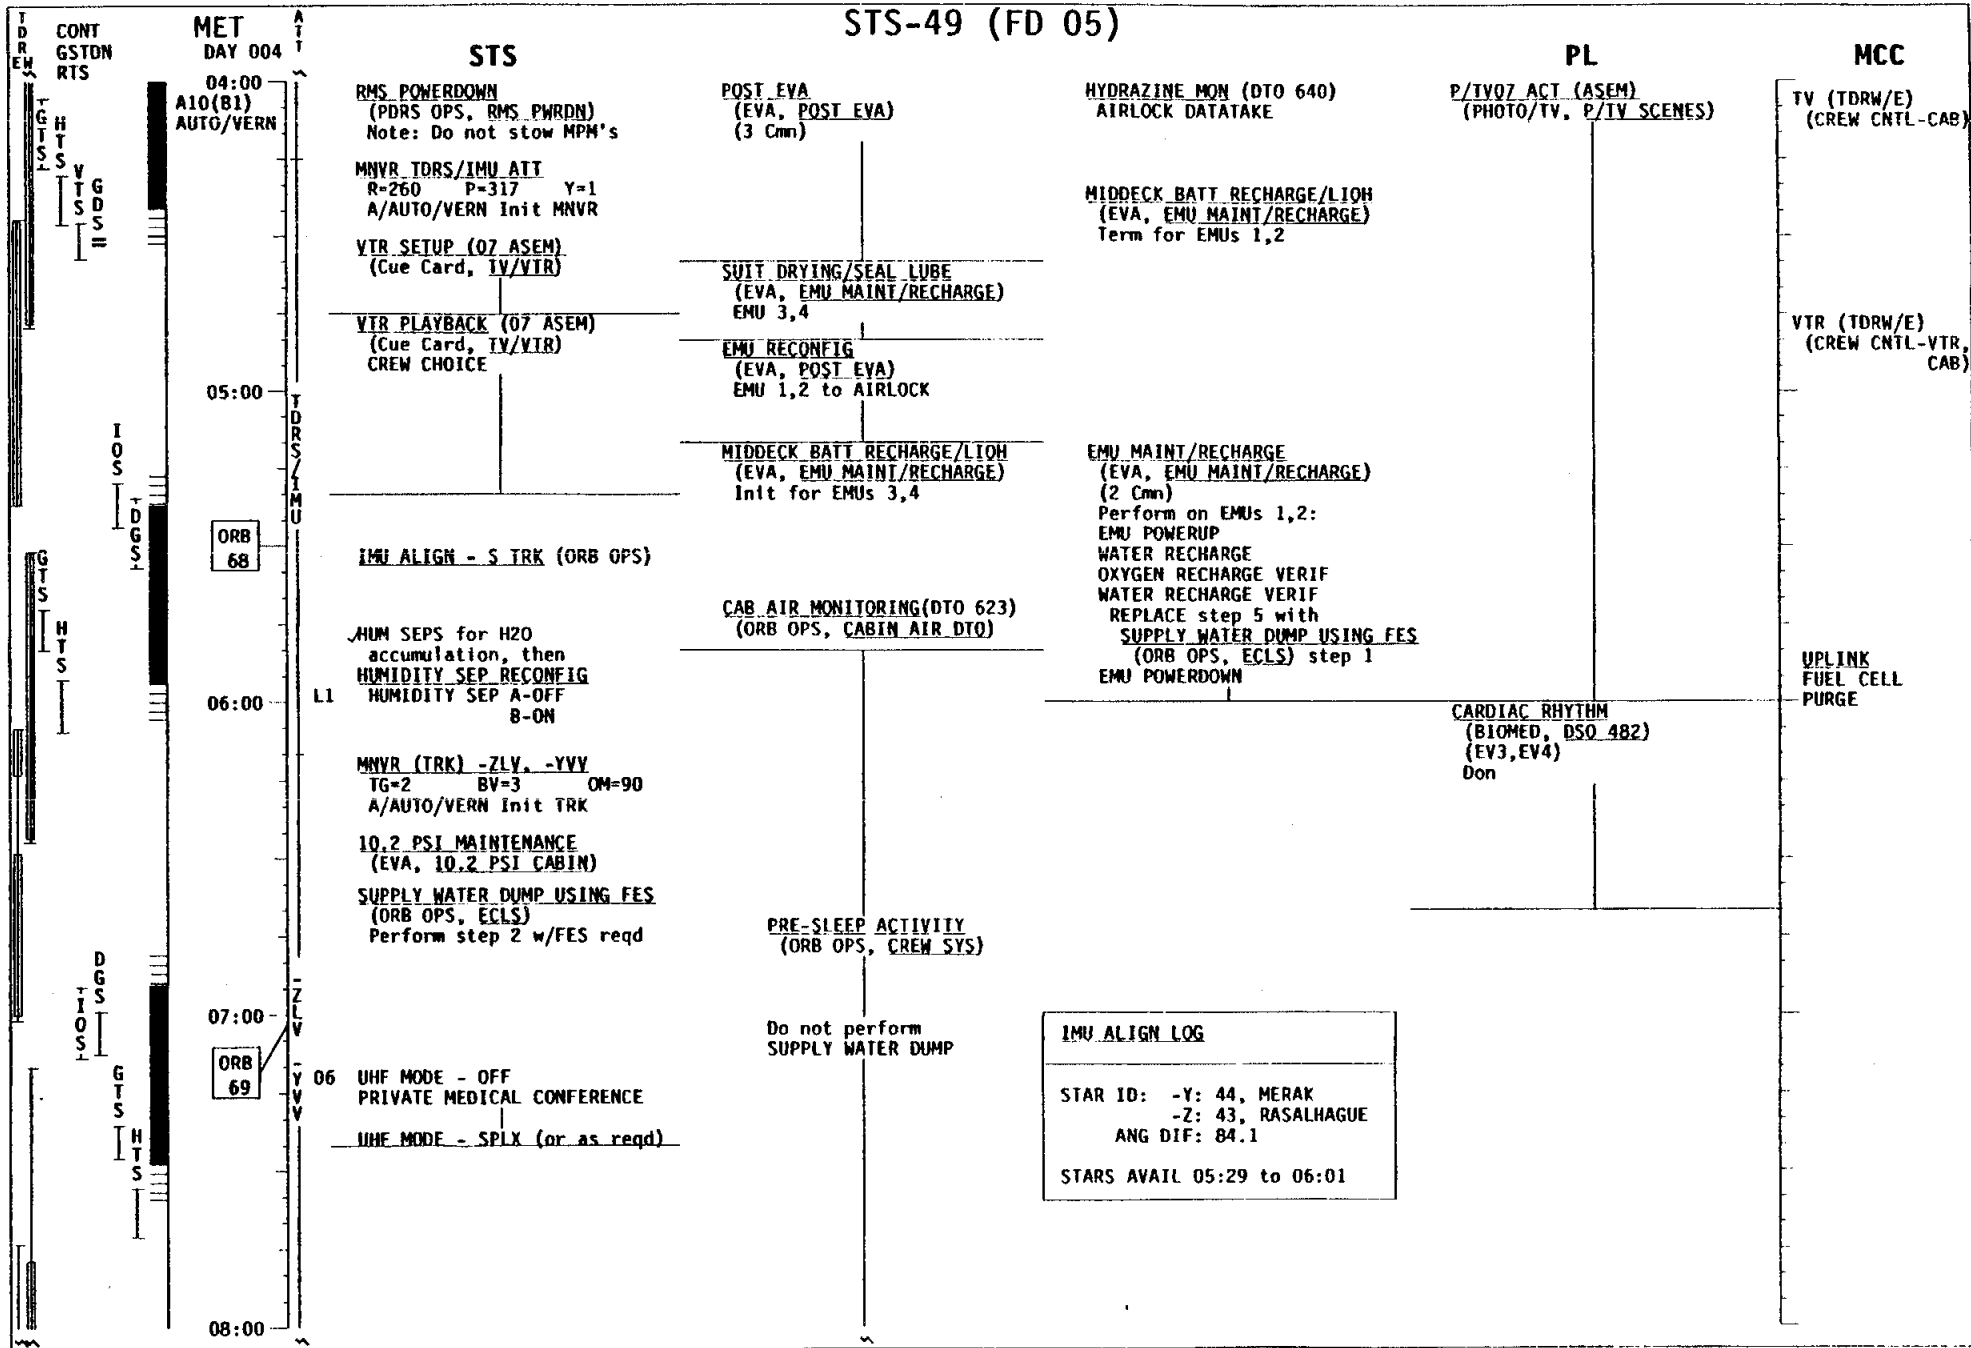 STS-49 (FD 05)
T
D
R
E W
CONT
GSTDN
RTS
MET
DAY 004
A
T
T
STS
PL
MCC
04:00
A10(B1)
AUTO/VERN
05:00
ORB
68
06:00
07:00
ORB
69
08:00
GTS
HTS
VTS
GDS
IOS
DGS
GTS
HTS
DGS
IOS
GTS
HTS
TDRS/IMU
-ZLV
-YVV
L1
O6
RMS POWERDOWN
(PDRS OPS, RMS PWRDN)
Note: Do not stow MPM's
MNVR TDRS/IMU ATT
R=260 P=317 Y=1
A/AUTO/VERN Init MNVR
VTR SETUP (07 ASEM)
(Cue Card, TV/VTR)
VTR PLAYBACK (07 ASEM)
(Cue Card, TV/VTR)
CREW CHOICE
IMU ALIGN - S TRK (ORB OPS)
✓HUM SEPS for H2O
accumulation, then
HUMIDITY SEP RECONFIG
HUMIDITY SEP A-OFF
B-ON
MNVR (TRK) -ZLV, -YVV
TG=2 BV=3 OM=90
A/AUTO/VERN Init TRK
10.2 PSI MAINTENANCE
(EVA, 10.2 PSI CABIN)
SUPPLY WATER DUMP USING FES
(ORB OPS, ECLS)
Perform step 2 w/FES reqd
UHF MODE - OFF
PRIVATE MEDICAL CONFERENCE
UHF MODE - SPLX (or as reqd)
POST EVA
(EVA, POST EVA)
(3 Cmn)
SUIT DRYING/SEAL LUBE
(EVA, EMU MAINT/RECHARGE)
EMU 3,4
EMU RECONFIG
(EVA, POST EVA)
EMU 1,2 to AIRLOCK
MIDDECK BATT RECHARGE/LIOH
(EVA, EMU MAINT/RECHARGE)
Init for EMUs 3,4
CAB AIR MONITORING(DTO 623)
(ORB OPS, CABIN AIR DTO)
PRE-SLEEP ACTIVITY
(ORB OPS, CREW SYS)
Do not perform
SUPPLY WATER DUMP
HYDRAZINE MON (DTO 640)
AIRLOCK DATATAKE
MIDDECK BATT RECHARGE/LIOH
(EVA, EMU MAINT/RECHARGE)
Term for EMUs 1,2
EMU MAINT/RECHARGE
(EVA, EMU MAINT/RECHARGE)
(2 Cmn)
Perform on EMUs 1,2:
EMU POWERUP
WATER RECHARGE
OXYGEN RECHARGE VERIF
WATER RECHARGE VERIF
REPLACE step 5 with
SUPPLY WATER DUMP USING FES
(ORB OPS, ECLS) step 1
EMU POWERDOWN
IMU ALIGN LOG
STAR ID: -Y: 44, MERAK
-Z: 43, RASALHAGUE
ANG DIF: 84.1
STARS AVAIL 05:29 to 06:01
P/TV07 ACT (ASEM)
(PHOTO/TV, P/TV SCENES)
CARDIAC RHYTHM
(BIOMED, DSO 482)
(EV3,EV4)
Don
TV (TDRW/E)
(CREW CNTL-CAB)
VTR (TDRW/E)
(CREW CNTL-VTR,
CAB)
UPLINK
FUEL CELL
PURGE